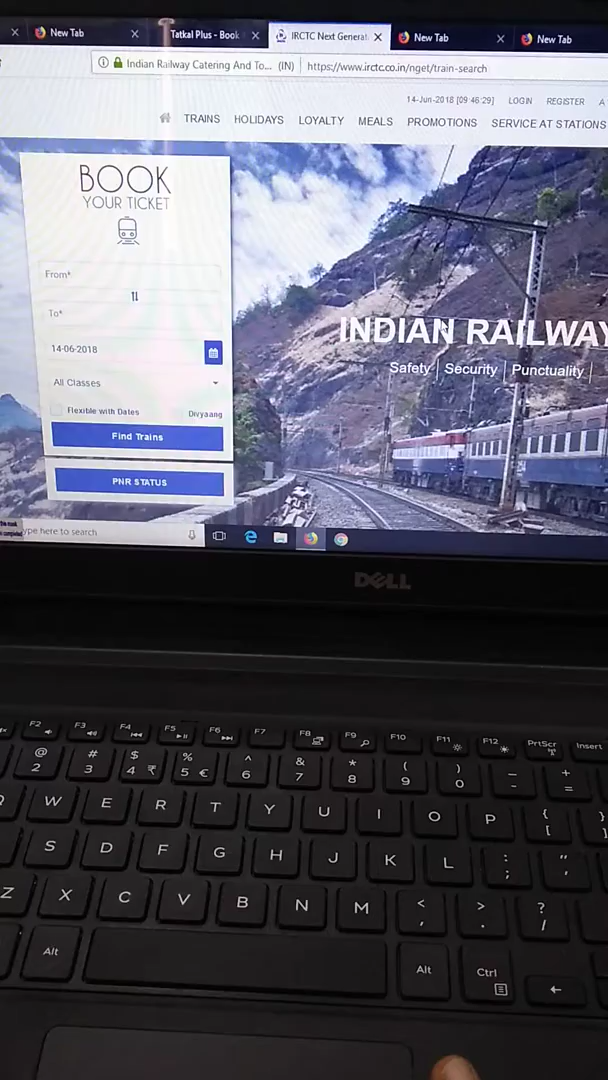 New Tab
Tatkal Plus - Book
IRCTC Next Generat
New Tab
New Tab
Indian Railway Catering And To... (IN)
https://www.irctc.co.in/nget/train-search
14-Jun-2018 [09:46:29]
LOGIN
REGISTER
A
TRAINS
HOLIDAYS
LOYALTY
MEALS
PROMOTIONS
SERVICE AT STATIONS
BOOK
YOUR TICKET
From*
To*
14-06-2018
All Classes
Flexible with Dates
Divyaang
Find Trains
PNR STATUS
INDIAN RAILWAY
Safety | Security | Punctuality |
ype here to search
DELL
F2 F3 F4 F5 F6 F7 F8 F9 F10 F11 F12 PrtScr Insert
@ # $ % ^ & * ( ) _ +
2 3 4 ₹ 5 € 6 7 8 9 0 - =
W E R T Y U I O P { [ } ]
S D F G H J K L : ; " '
Z X C V B N M < , > . ? /
Alt Alt Ctrl